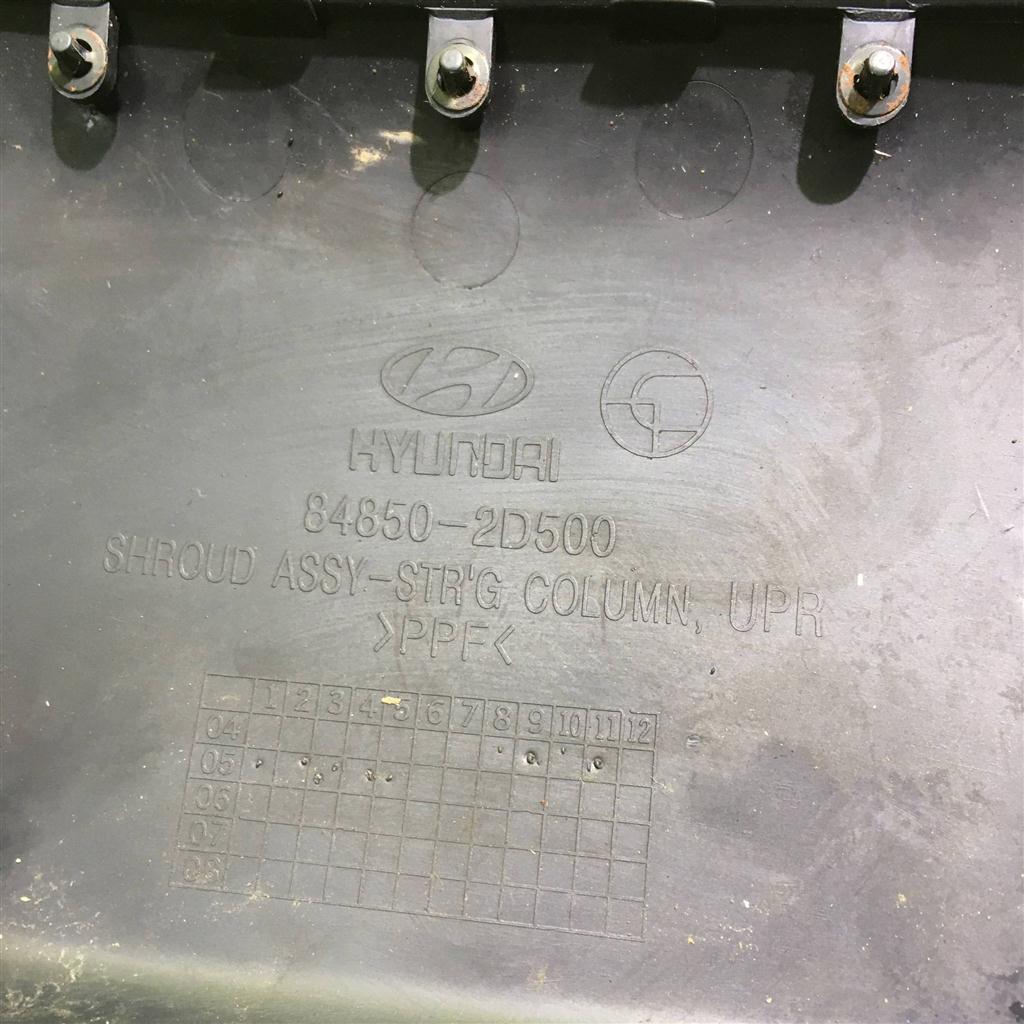 HYUNDAI
84850-2D500
SHROUD ASSY-STR'G COLUMN, UPR
>PPF<
1 2 3 4 5 6 7 8 9 10 11 12
04
05
06
07
08